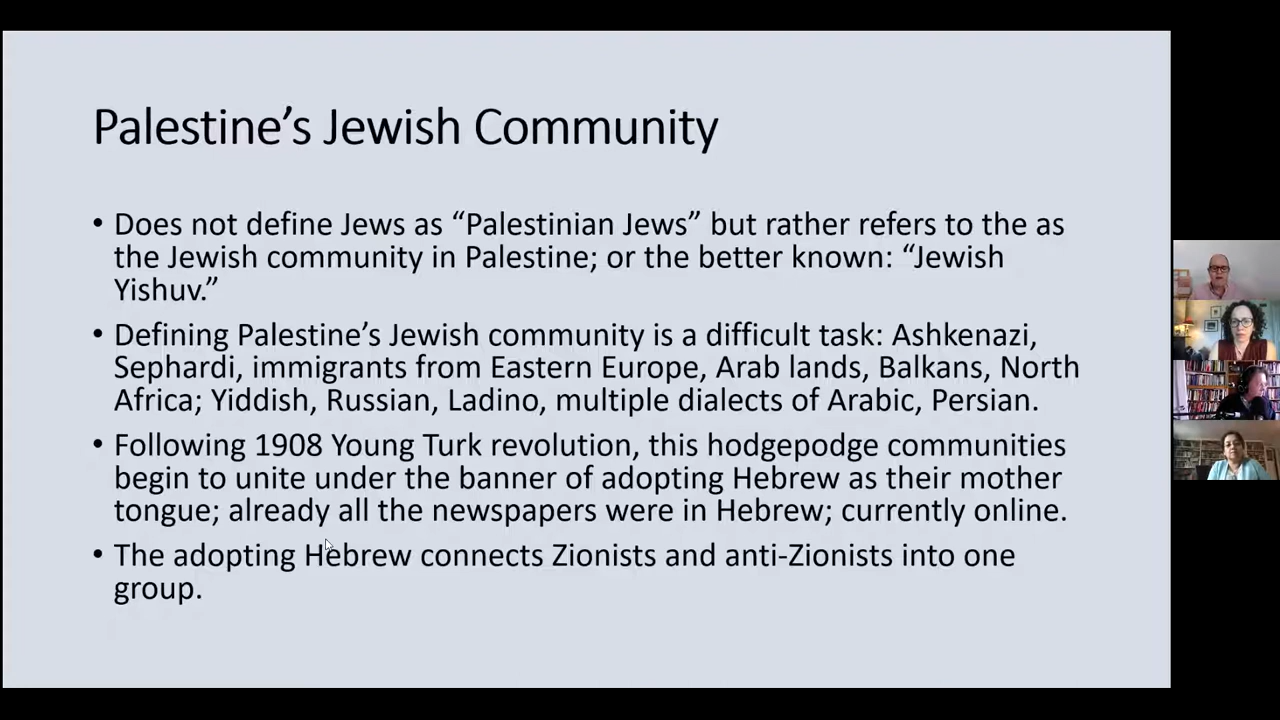 Palestine’s Jewish Community
• Does not define Jews as “Palestinian Jews” but rather refers to the as
the Jewish community in Palestine; or the better known: “Jewish
Yishuv.”
• Defining Palestine’s Jewish community is a difficult task: Ashkenazi,
Sephardi, immigrants from Eastern Europe, Arab lands, Balkans, North
Africa; Yiddish, Russian, Ladino, multiple dialects of Arabic, Persian.
• Following 1908 Young Turk revolution, this hodgepodge communities
begin to unite under the banner of adopting Hebrew as their mother
tongue; already all the newspapers were in Hebrew; currently online.
• The adopting Hebrew connects Zionists and anti-Zionists into one
group.